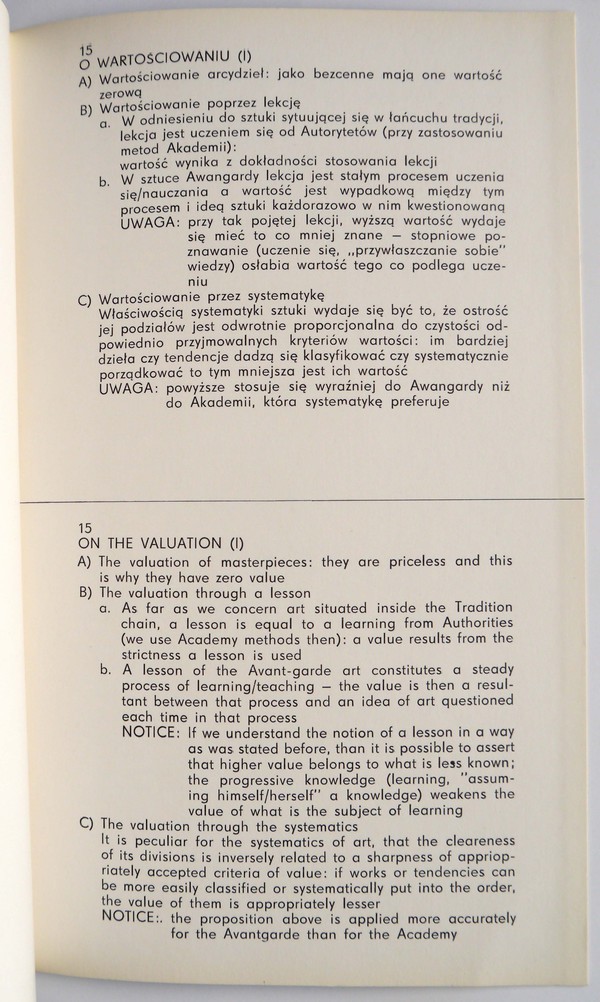 15
O WARTOŚCIOWANIU (I)
A) Wartościowanie arcydzieł: jako bezcenne mają one wartość
zerową
B) Wartościowanie poprzez lekcję
a. W odniesieniu do sztuki sytuującej się w łańcuchu tradycji,
lekcja jest uczeniem się od Autorytetów (przy zastosowaniu
metod Akademii):
wartość wynika z dokładności stosowania lekcji
b. W sztuce Awangardy lekcja jest stałym procesem uczenia
się/nauczania a wartość jest wypadkową między tym
procesem i ideą sztuki każdorazowo w nim kwestionowaną
UWAGA: przy tak pojętej lekcji, wyższą wartość wydaje
się mieć to co mniej znane – stopniowe po-
znawanie (uczenie się, „przywłaszczanie sobie"
wiedzy) osłabia wartość tego co podlega ucze-
niu
C) Wartościowanie przez systematykę
Właściwością systematyki sztuki wydaje się być to, że ostrość
jej podziałów jest odwrotnie proporcjonalna do czystości od-
powiednio przyjmowalnych kryteriów wartości: im bardziej
dzieła czy tendencje dadzą się klasyfikować czy systematycznie
porządkować to tym mniejsza jest ich wartość
UWAGA: powyższe stosuje się wyraźniej do Awangardy niż
do Akademii, która systematykę preferuje
15
ON THE VALUATION (I)
A) The valuation of masterpieces: they are priceless and this
is why they have zero value
B) The valuation through a lesson
a. As far as we concern art situated inside the Tradition
chain, a lesson is equal to a learning from Authorities
(we use Academy methods then): a value results from the
strictness a lesson is used
b. A lesson of the Avant-garde art constitutes a steady
process of learning/teaching – the value is then a resul-
tant between that process and an idea of art questioned
each time in that process
NOTICE: If we understand the notion of a lesson in a way
as was stated before, than it is possible to assert
that higher value belongs to what is less known;
the progressive knowledge (learning, "assum-
ing himself/herself" a knowledge) weakens the
value of what is the subject of learning
C) The valuation through the systematics
It is peculiar for the systematics of art, that the cleareness
of its divisions is inversely related to a sharpness of appriop-
riately accepted criteria of value: if works or tendencies can
be more easily classified or systematically put into the order,
the value of them is appropriately lesser
NOTICE:. the proposition above is applied more accurately
for the Avantgarde than for the Academy